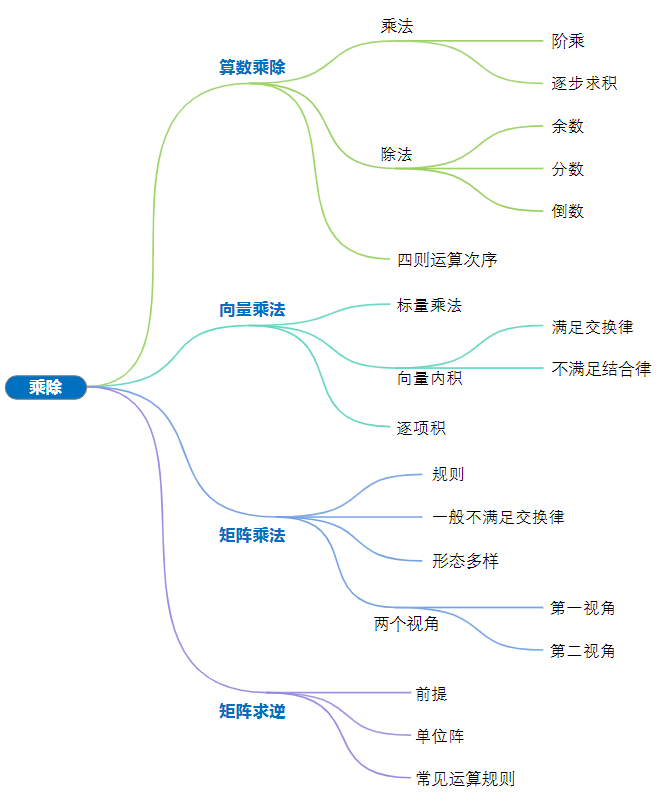 乘除
算数乘除
乘法
阶乘
逐步求积
除法
余数
分数
倒数
四则运算次序
向量乘法
标量乘法
向量内积
满足交换律
不满足结合律
逐项积
矩阵乘法
规则
一般不满足交换律
形态多样
两个视角
第一视角
第二视角
矩阵求逆
前提
单位阵
常见运算规则